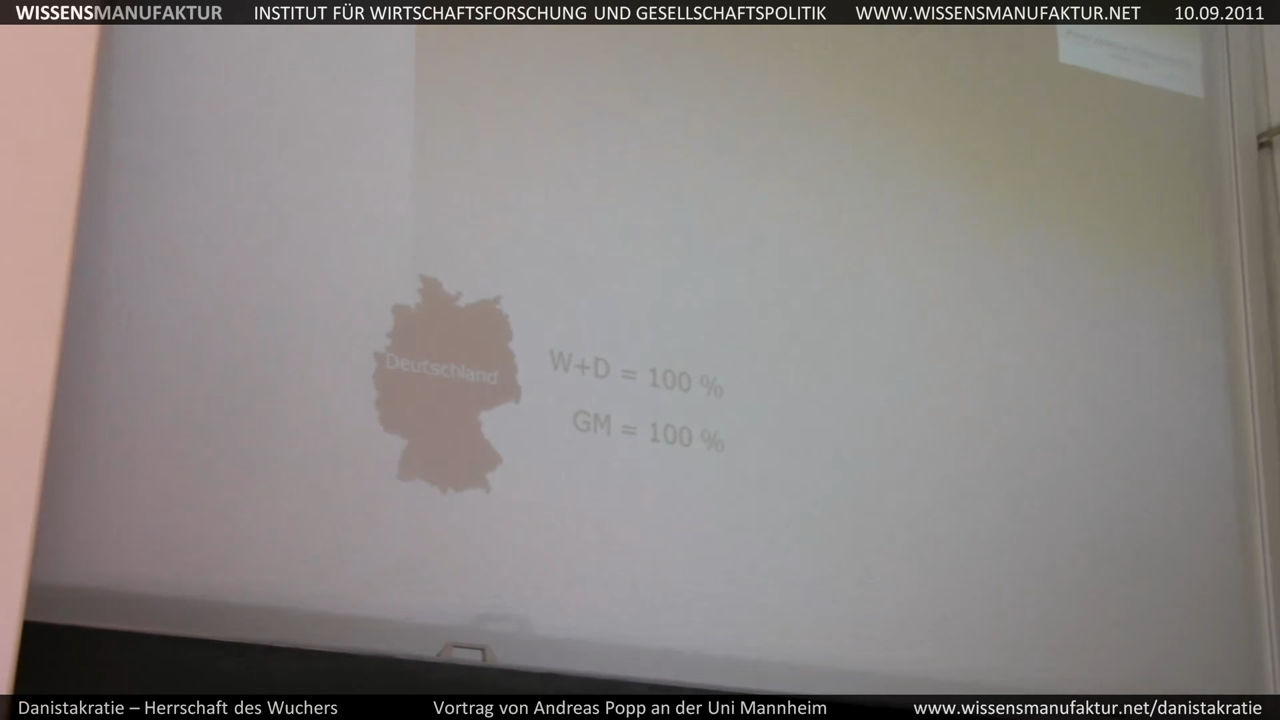 WISSENSMANUFAKTUR INSTITUT FÜR WIRTSCHAFTSFORSCHUNG UND GESELLSCHAFTSPOLITIK WWW.WISSENSMANUFAKTUR.NET 10.09.2011
Deutschland
W+D = 100 %
GM = 100 %
Danistakratie – Herrschaft des Wuchers Vortrag von Andreas Popp an der Uni Mannheim www.wissensmanufaktur.net/danistakratie